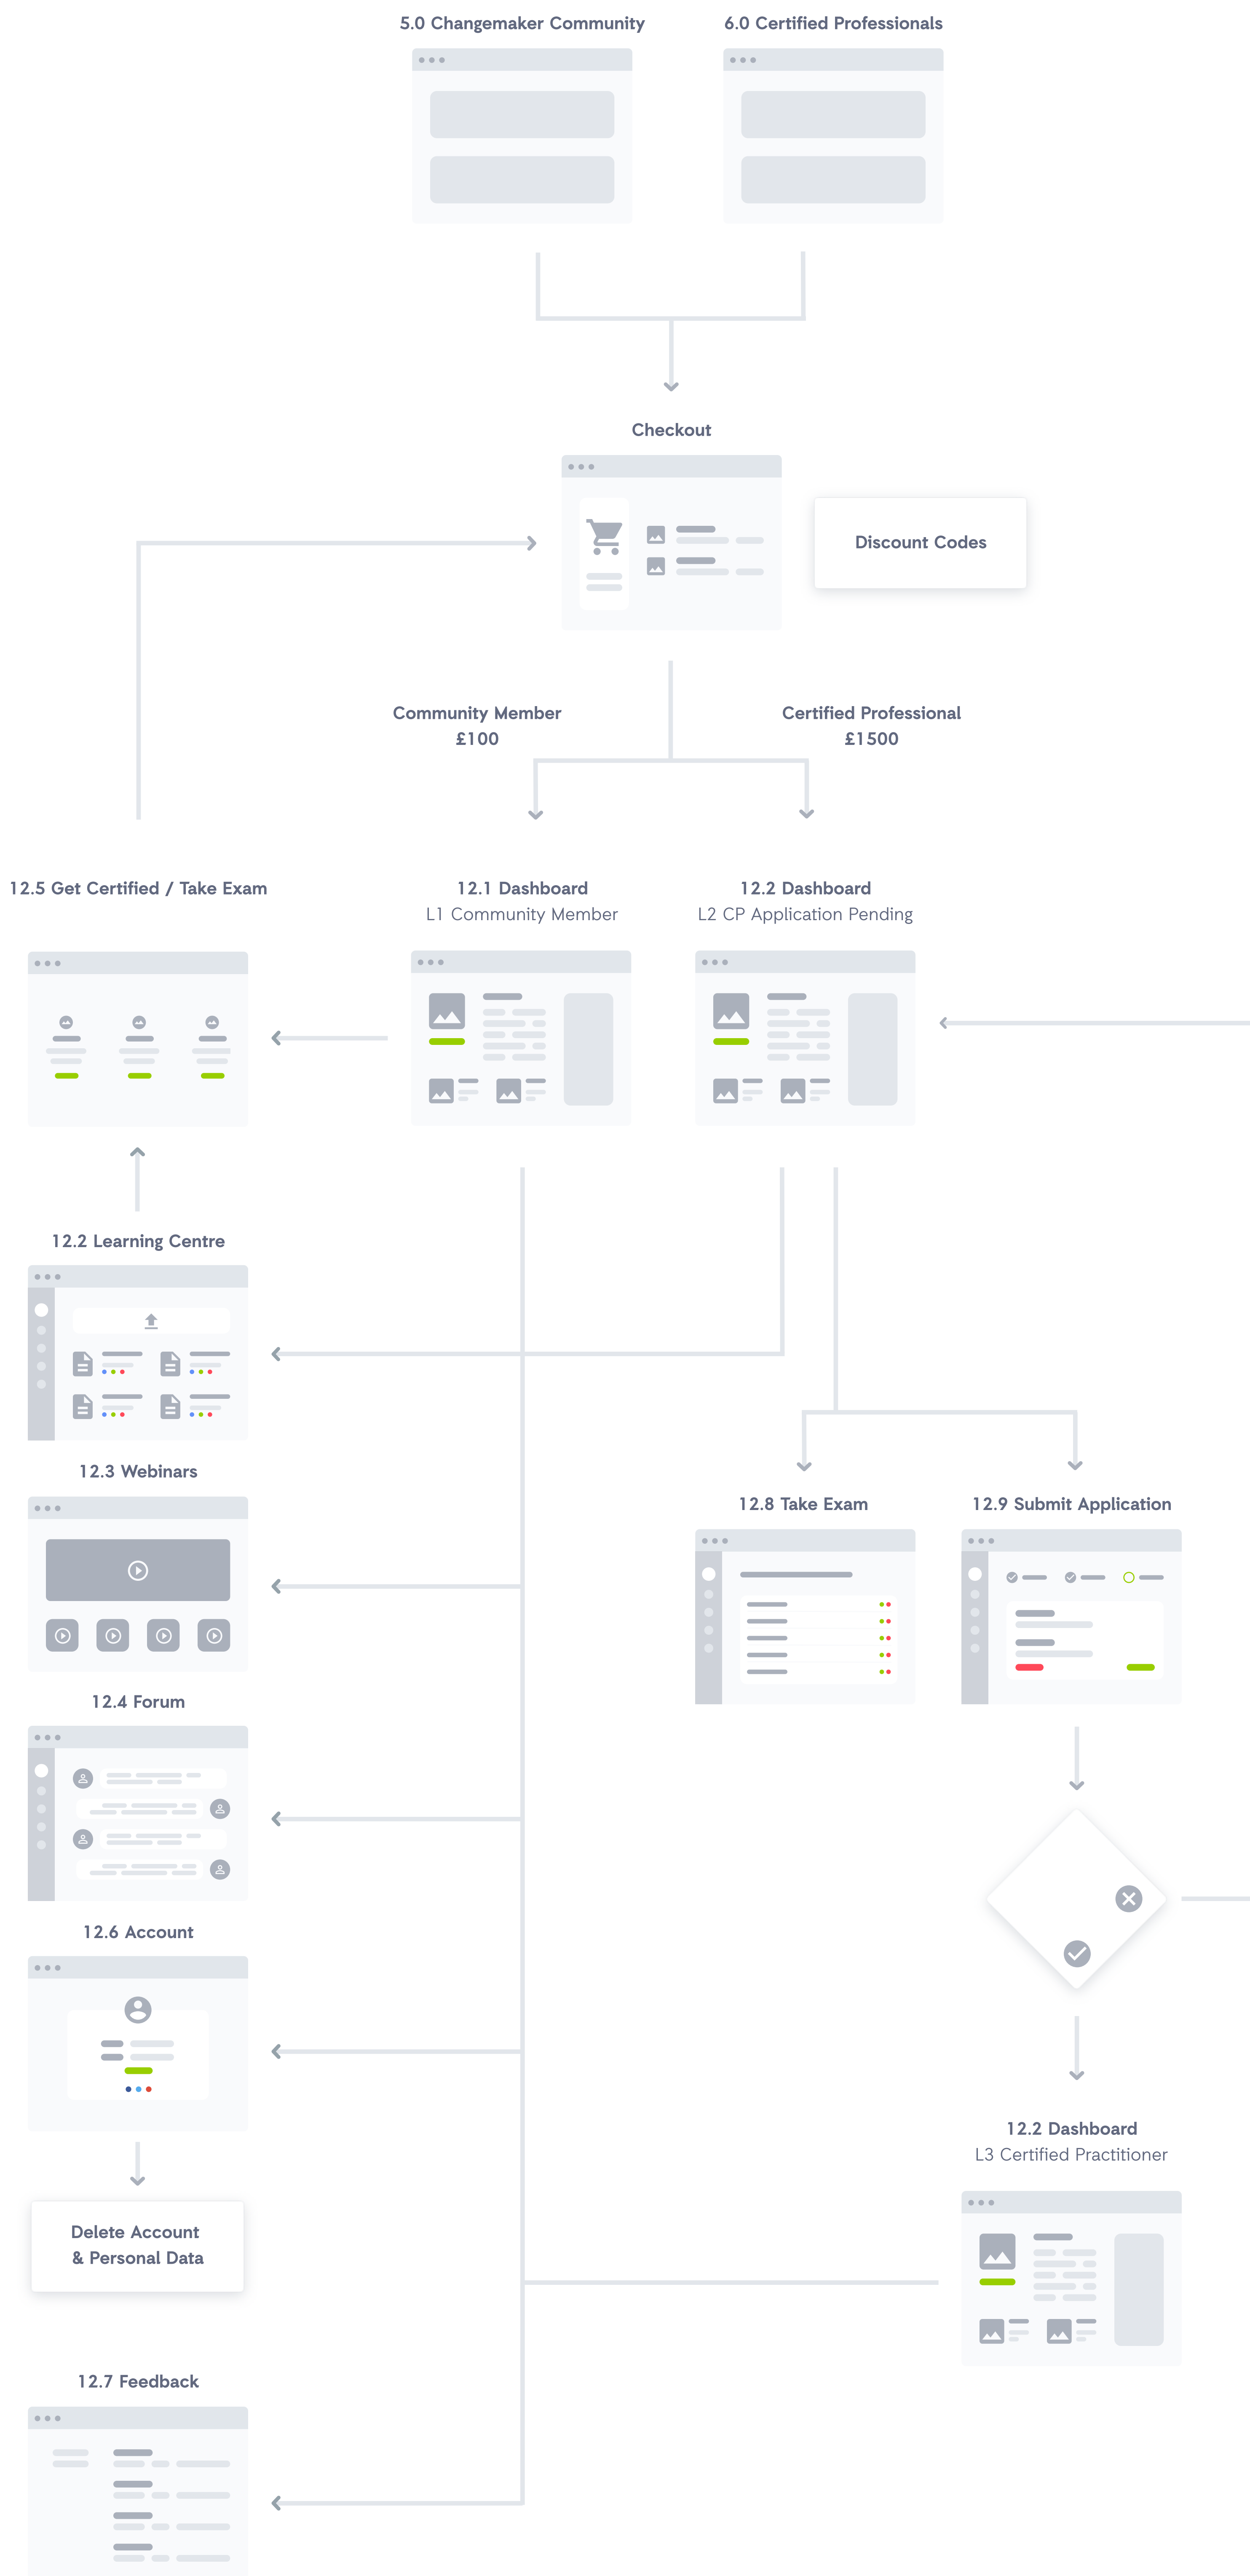 5.0 Changemaker Community
6.0 Certified Professionals
Checkout
Discount Codes
Community Member
£100
Certified Professional
£1500
12.5 Get Certified / Take Exam
12.1 Dashboard
L1 Community Member
12.2 Dashboard
L2 CP Application Pending
12.2 Learning Centre
12.3 Webinars
12.8 Take Exam
12.9 Submit Application
12.4 Forum
12.6 Account
12.2 Dashboard
L3 Certified Practitioner
Delete Account
& Personal Data
12.7 Feedback